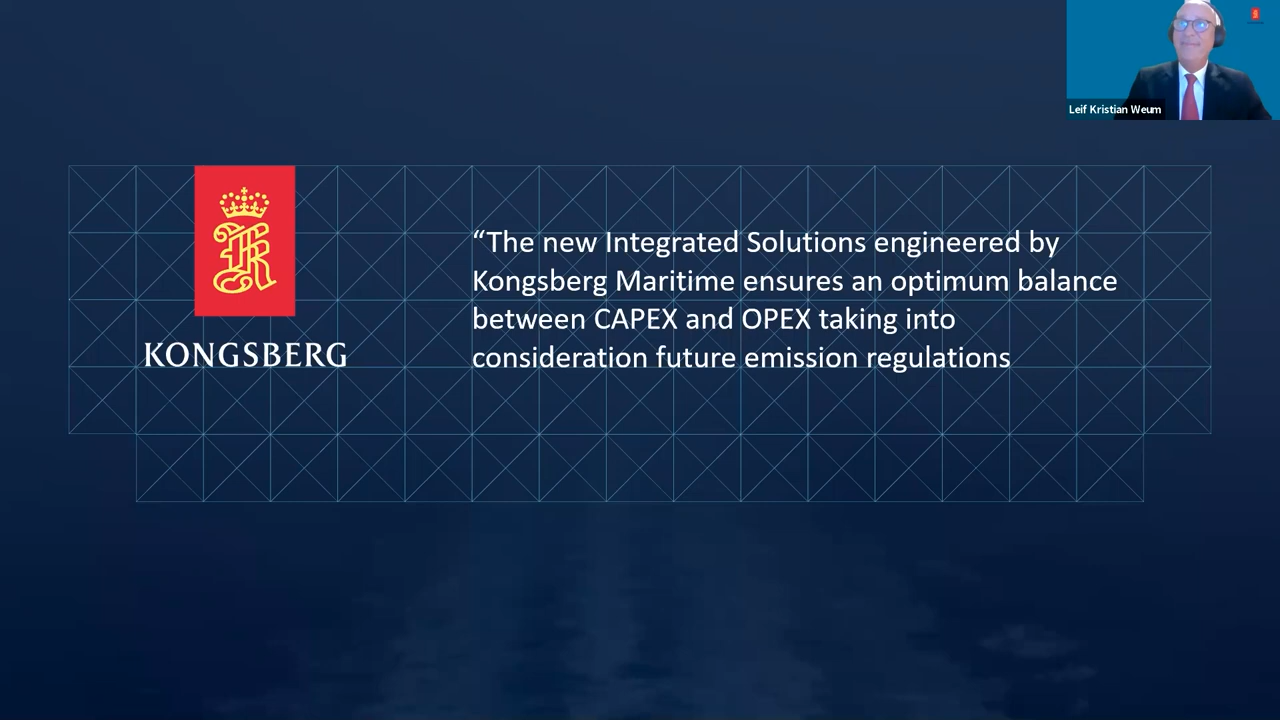 Leif Kristian Weum
KONGSBERG
“The new Integrated Solutions engineered by
Kongsberg Maritime ensures an optimum balance
between CAPEX and OPEX taking into
consideration future emission regulations